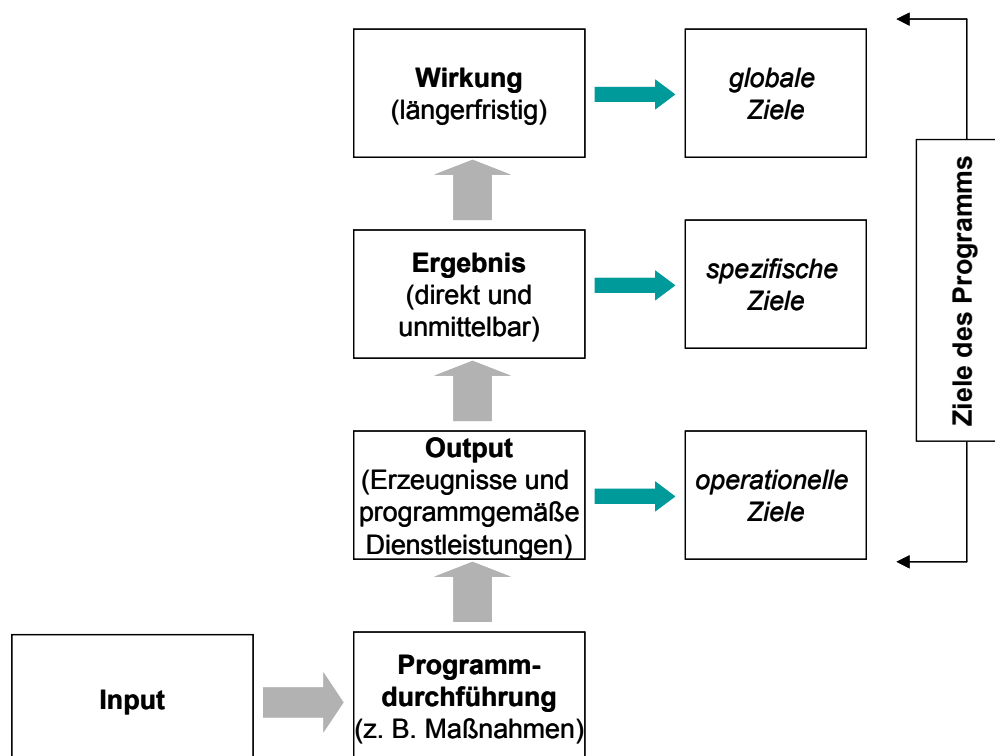 Wirkung
(längerfristig)
globale
Ziele
Ergebnis
(direkt und
unmittelbar)
spezifische
Ziele
Output
(Erzeugnisse und
programmgemäße
Dienstleistungen)
operationelle
Ziele
Ziele des Programms
Input
Programm-
durchführung
(z. B. Maßnahmen)